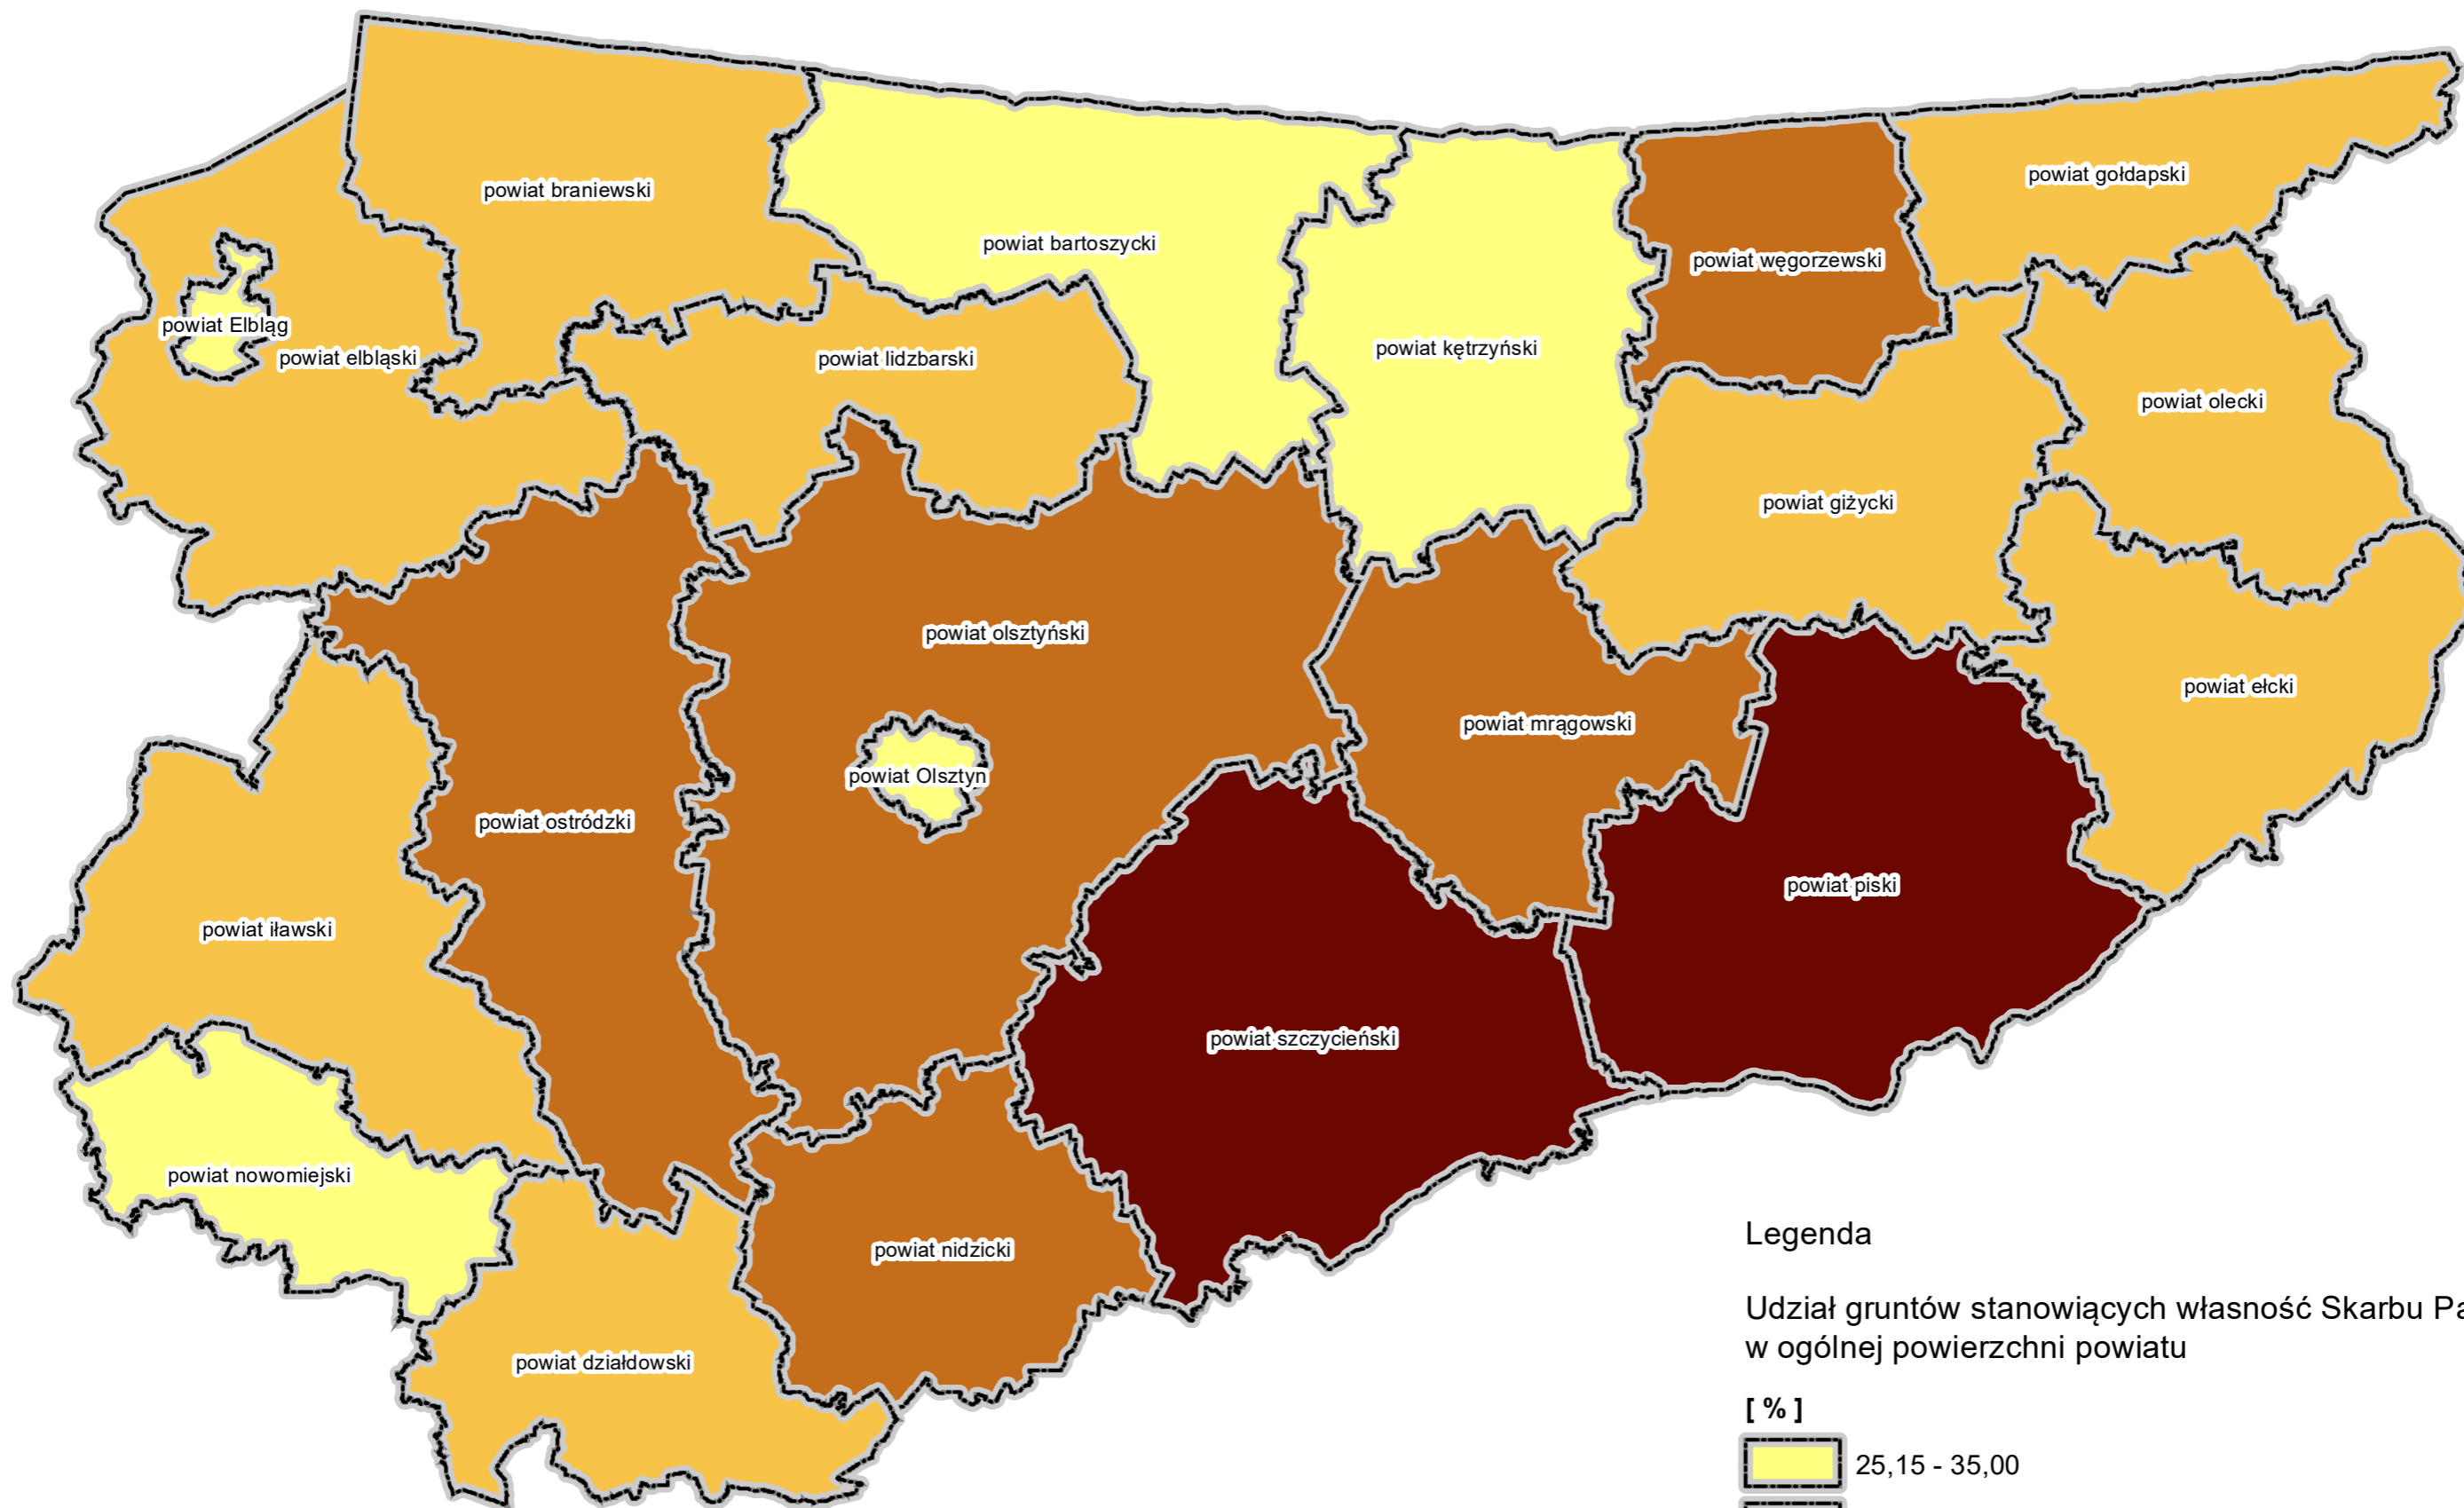 powiat gołdapski
powiat braniewski
powiat bartoszycki
powiat węgorzewski
powiat Elbląg
powiat kętrzyński
powiat elbląski
powiat lidzbarski
powiat olecki
powiat giżycki
powiat olsztyński
powiat ełcki
powiat mrągowski
powiat Olsztyn
powiat ostródzki
powiat piski
powiat iławski
powiat szczycieński
powiat nowomiejski
powiat nidzicki
powiat działdowski
Legenda
Udział gruntów stanowiących własność Skarbu Pa
w ogólnej powierzchni powiatu
[ % ]
25,15 - 35,00